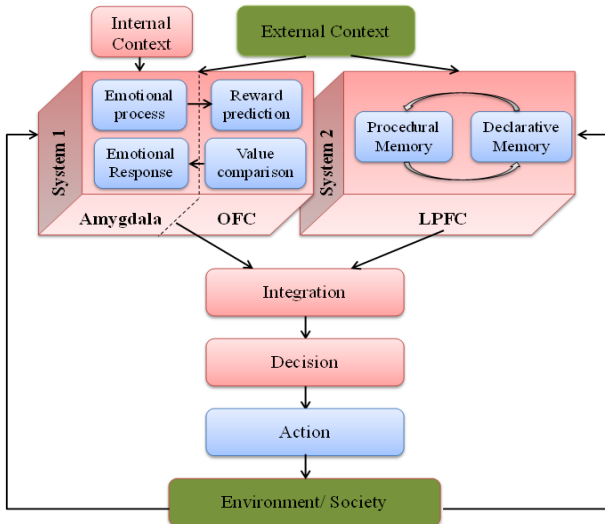 Internal
Context
External Context
System 1
Emotional
process
Reward
prediction
Emotional
Response
Value
comparison
Amygdala
OFC
System 2
Procedural
Memory
Declarative
Memory
LPFC
Integration
Decision
Action
Environment/ Society